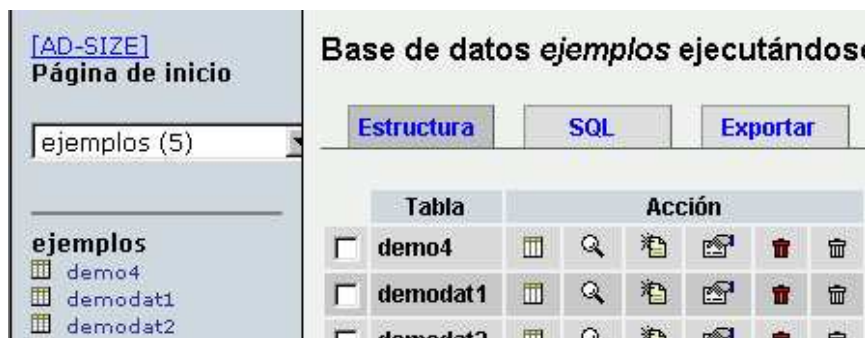 [AD-SIZE]
Página de inicio
ejemplos (5)
ejemplos
demo4
demodat1
demodat2
Base de datos ejemplos ejecutándose
Estructura SQL Exportar
Tabla Acción
demo4
demodat1
demodat2